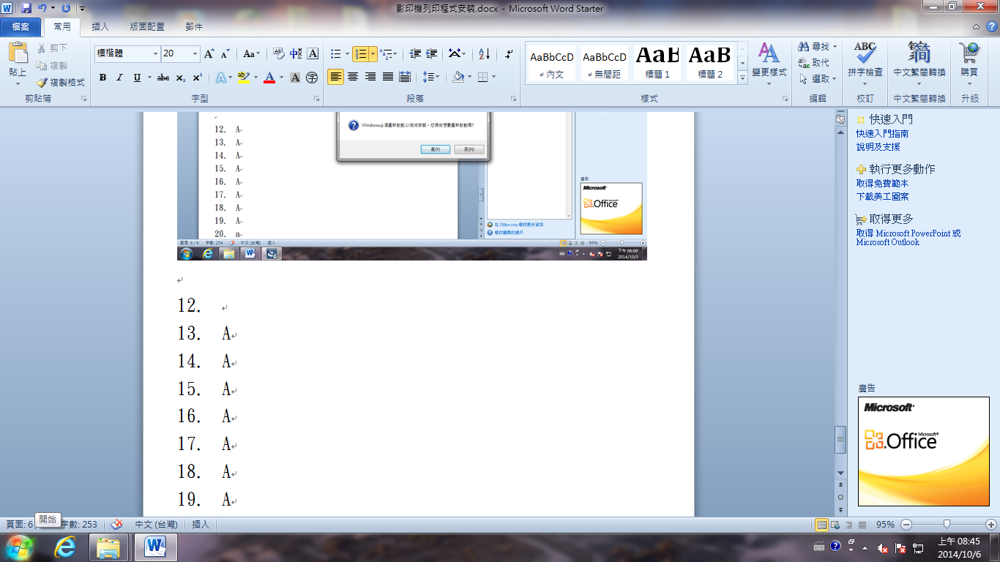 影印機列印程式安裝.docx - Microsoft Word Starter
檔案 常用 插入 版面配置 郵件
貼上 剪下 複製 複製格式
剪貼簿
標楷體 20
字型
段落
AaBbCcD AaBbCcD AaB AaB
內文 無間距 標題 1 標題 2
變更樣式
樣式
尋找
取代
選取
編輯
拼字檢查
校訂
中文繁簡轉換
中文繁簡轉換
購買
升級
12. A
Windows必須重新啟動,以完成安裝。您現在想要重新啟動嗎?
13. A
14. A
是(Y) 否(N)
15. A
16. A
17. A
18. A
19. A
20. a
廣告
Microsoft
Office
在 Office.com 尋找更多資訊
尋找圖像的提示
頁面: 6 / 6 字數: 254 中文 (台灣) 插入 95%
下午 06:09
2014/10/3
12.
13. A
14. A
15. A
16. A
17. A
18. A
19. A
快速入門
快速入門指南
說明及支援
執行更多動作
取得免費範本
下載美工圖案
取得更多
取得 Microsoft PowerPoint 或
Microsoft Outlook
廣告
Microsoft
Microsoft
Office
開始
頁面: 6 字數: 253 中文 (台灣) 插入 95%
上午 08:45
2014/10/6